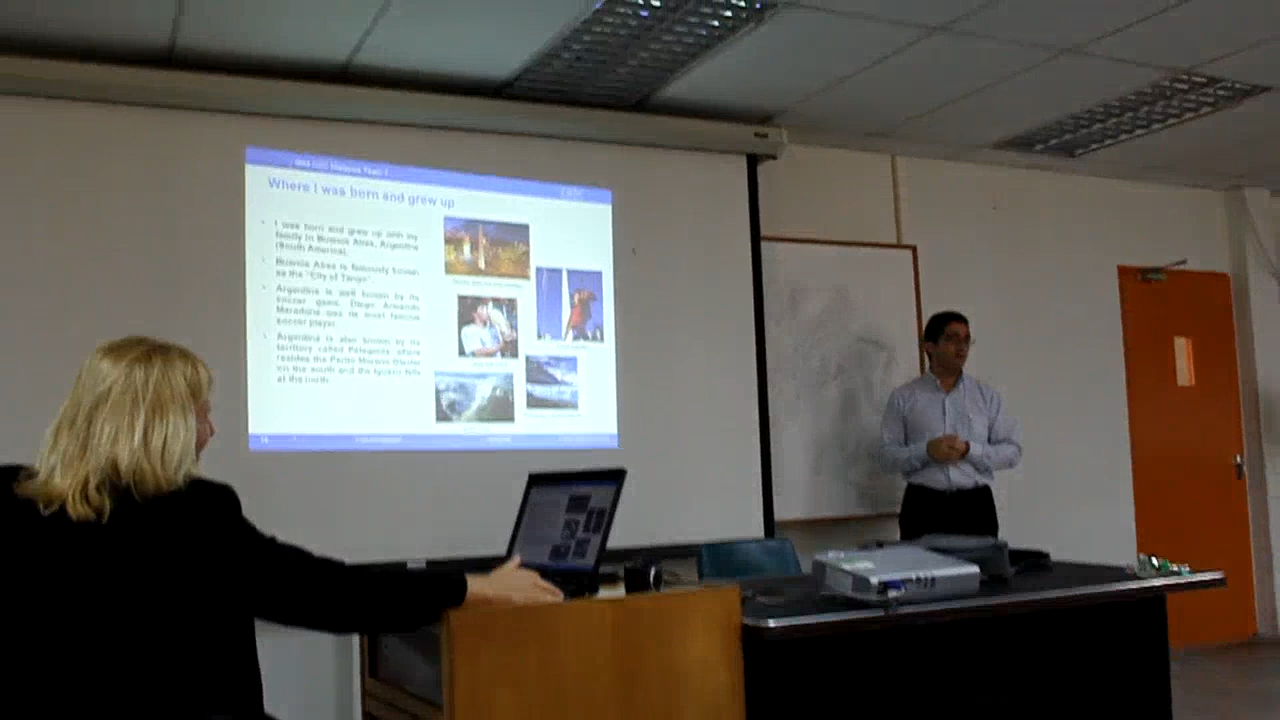 Where I was born and grew up
I was born and grew up with my
family in Buenos Aires, Argentina
(South America).
Buenos Aires is famously known
as the "City of Tango".
Argentina is well known by its
soccer game. Diego Armando
Maradona was its most famous
soccer player.
Argentina is also known by its
territory called Patagonia, where
resides the Perito Moreno Glacier
on the south and the Iguazu falls
at the north.